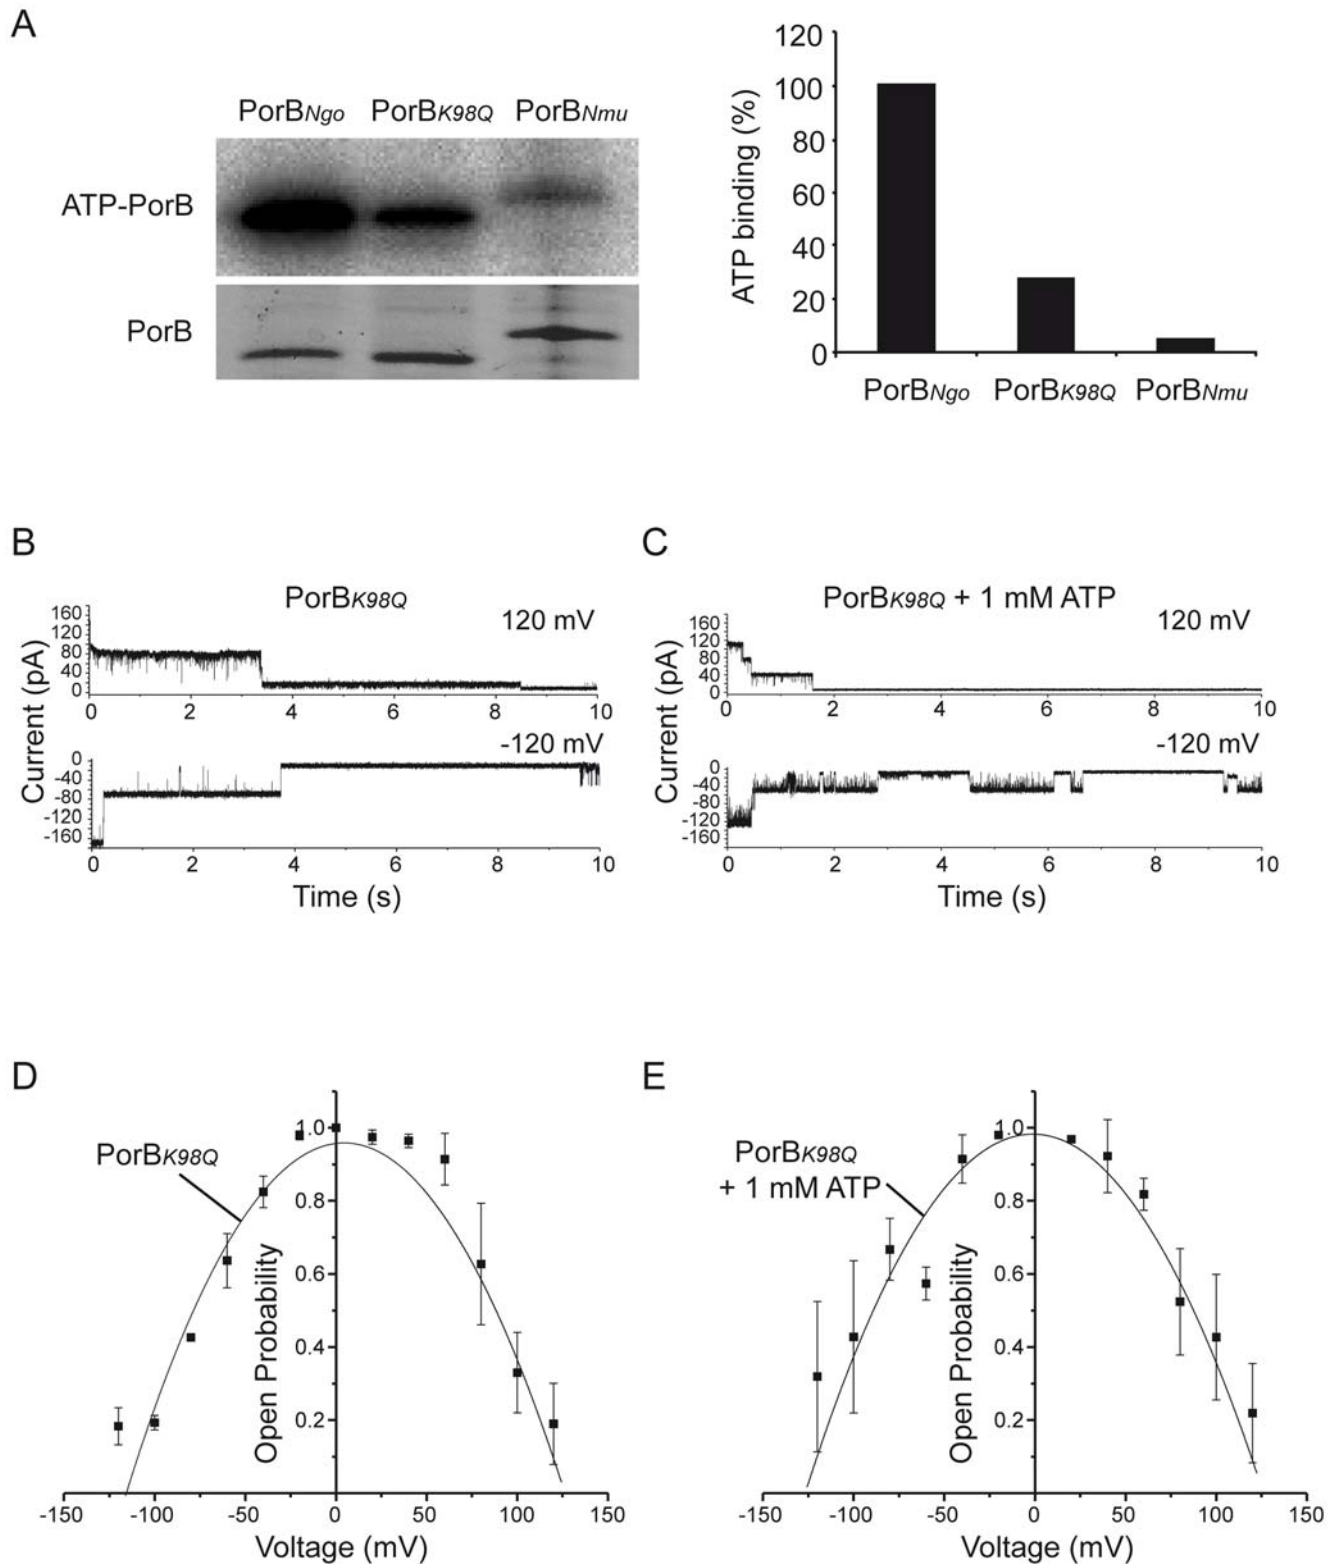 A
PorBNgo PorBK98Q PorBNmu
ATP-PorB
PorB
ATP binding (%)
120
100
80
60
40
20
0
PorBNgo PorBK98Q PorBNmu
B
PorBK98Q
120 mV
Current (pA)
160
120
80
40
0
0 2 4 6 8 10
-120 mV
0
-40
-80
-120
-160
0 2 4 6 8 10
Time (s)
C
PorBK98Q + 1 mM ATP
120 mV
Current (pA)
160
120
80
40
0
0 2 4 6 8 10
-120 mV
0
-40
-80
-120
-160
0 2 4 6 8 10
Time (s)
D
PorBK98Q
Open Probability
1.0
0.8
0.6
0.4
0.2
-150 -100 -50 0 50 100 150
Voltage (mV)
E
PorBK98Q
+ 1 mM ATP
Open Probability
1.0
0.8
0.6
0.4
0.2
-150 -100 -50 0 50 100 150
Voltage (mV)